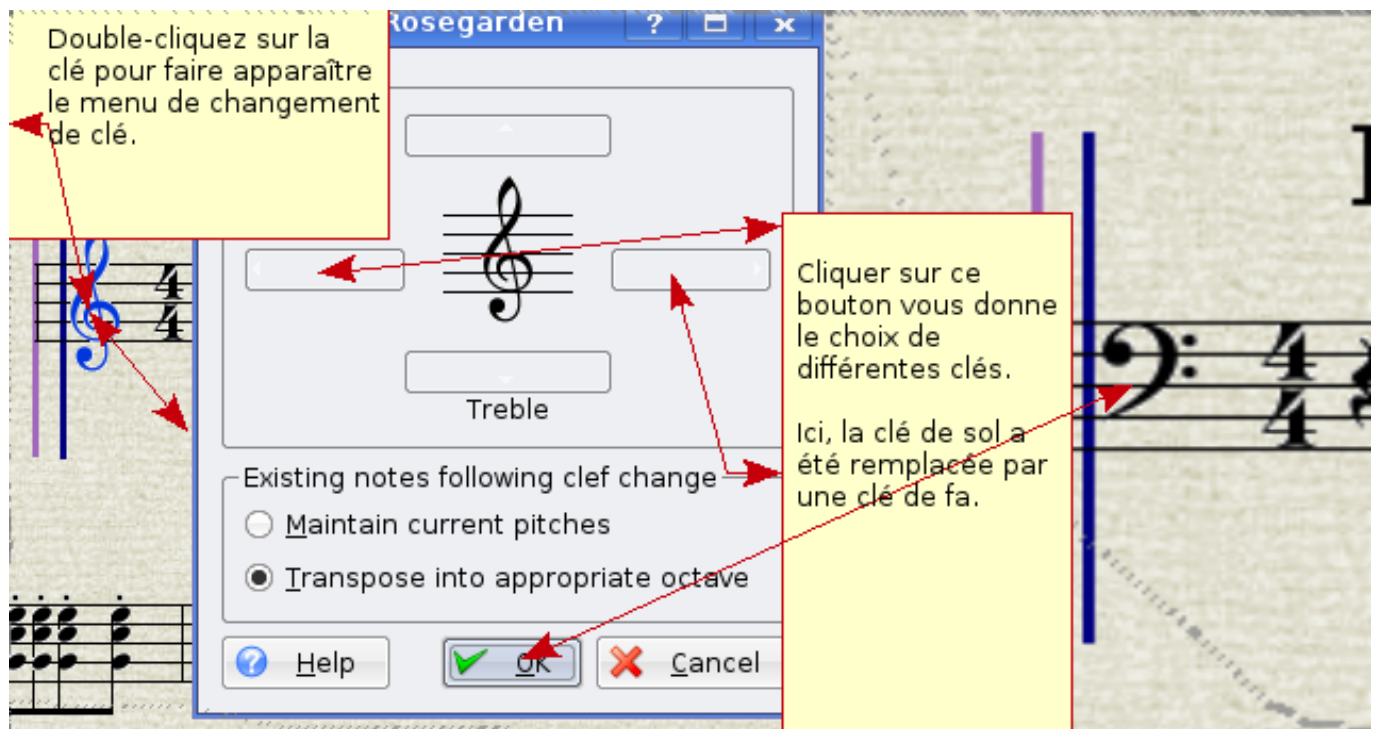 Rosegarden
Double-cliquez sur la
clé pour faire apparaître
le menu de changement
de clé.
Treble
Existing notes following clef change
Maintain current pitches
Transpose into appropriate octave
Help
OK
Cancel
Cliquer sur ce
bouton vous donne
le choix de
différentes clés.
Ici, la clé de sol a
été remplacée par
une clé de fa.
4
4
4
4